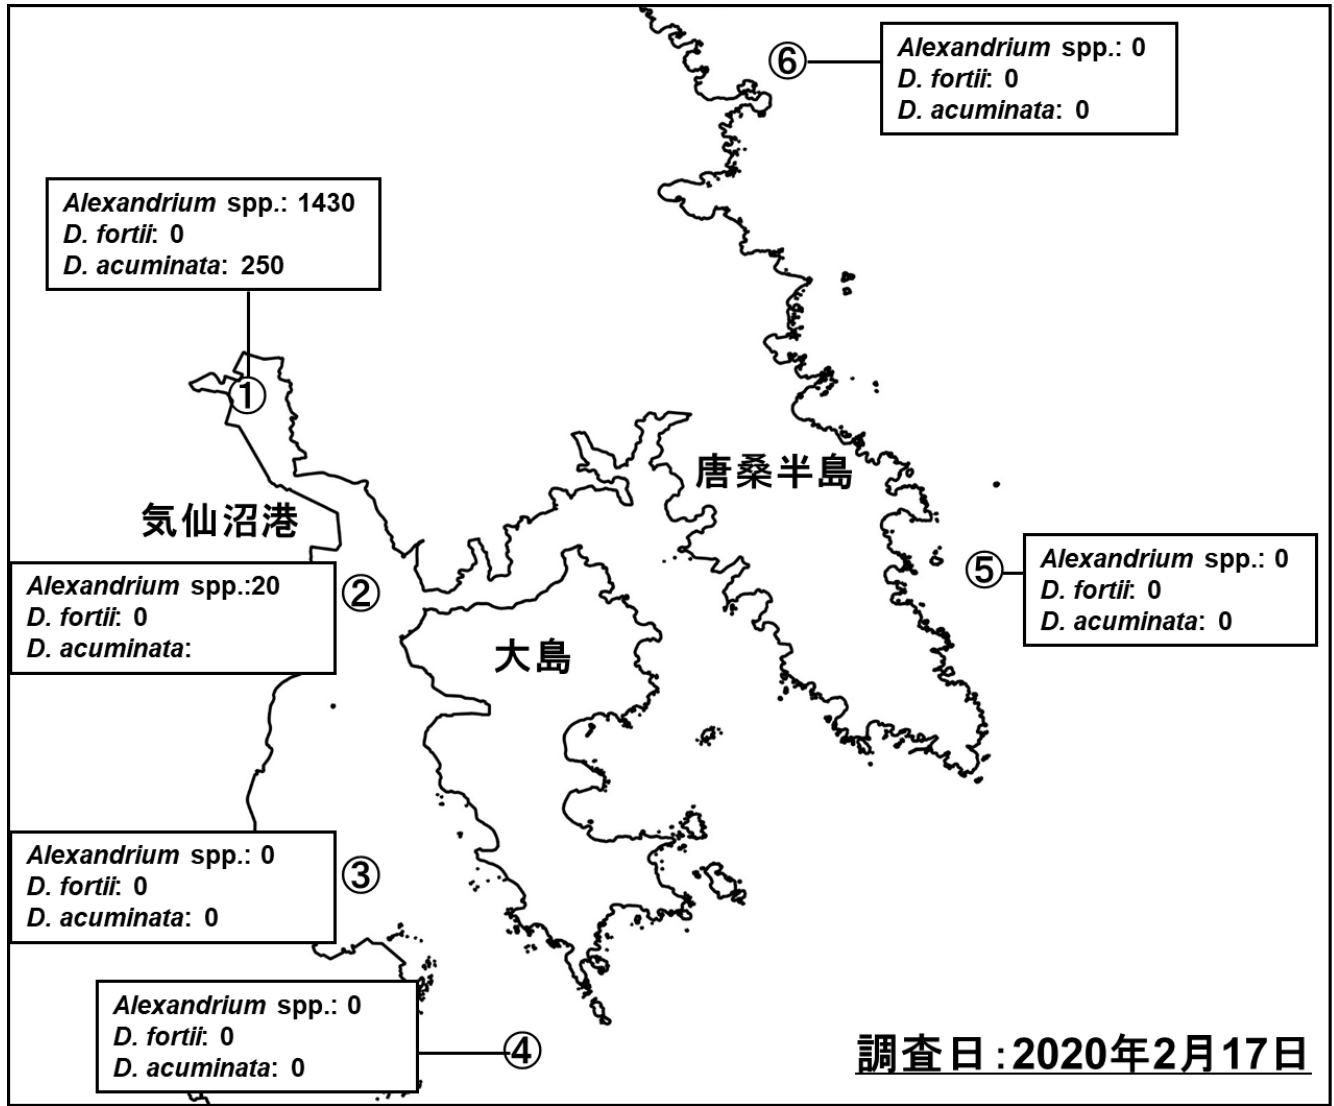 ⑥
Alexandrium spp.: 0
D. fortii: 0
D. acuminata: 0
Alexandrium spp.: 1430
D. fortii: 0
D. acuminata: 250
①
唐桑半島
気仙沼港
②
Alexandrium spp.:20
D. fortii: 0
D. acuminata:
⑤
Alexandrium spp.: 0
D. fortii: 0
D. acuminata: 0
大島
③
Alexandrium spp.: 0
D. fortii: 0
D. acuminata: 0
④
Alexandrium spp.: 0
D. fortii: 0
D. acuminata: 0
調査日:2020年2月17日